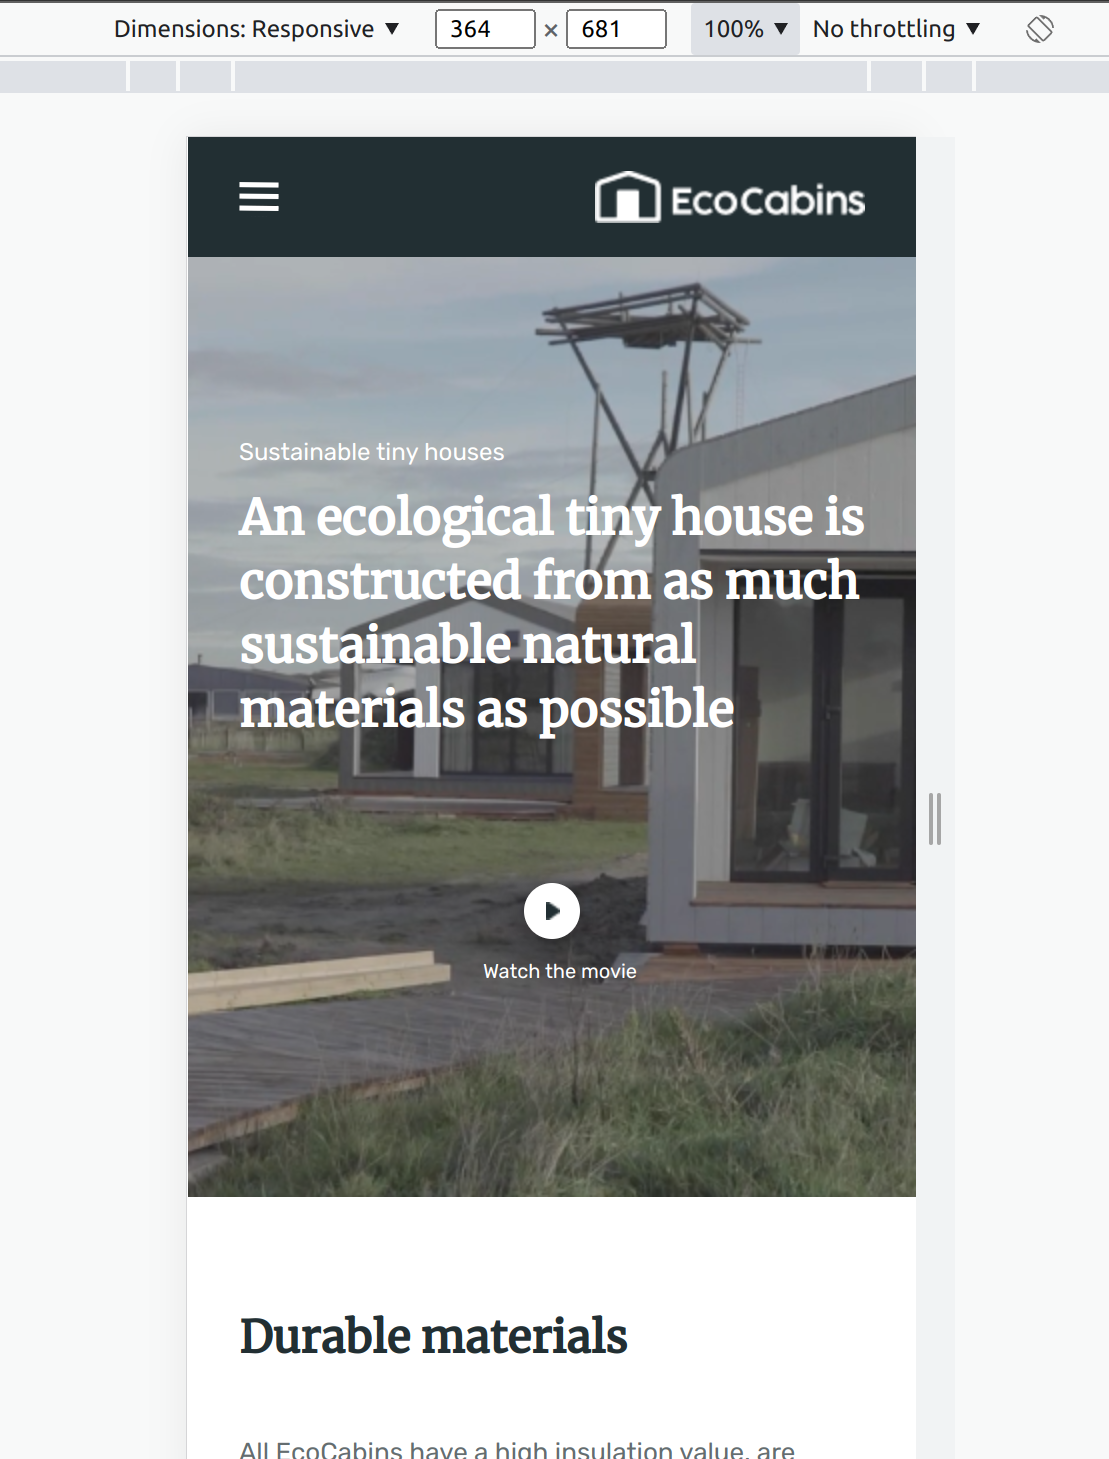 Dimensions: Responsive ▼ 364 × 681 100% ▼ No throttling ▼
EcoCabins
Sustainable tiny houses
An ecological tiny house is
constructed from as much
sustainable natural
materials as possible
Watch the movie
Durable materials
All EcoCabins have a high insulation value, are